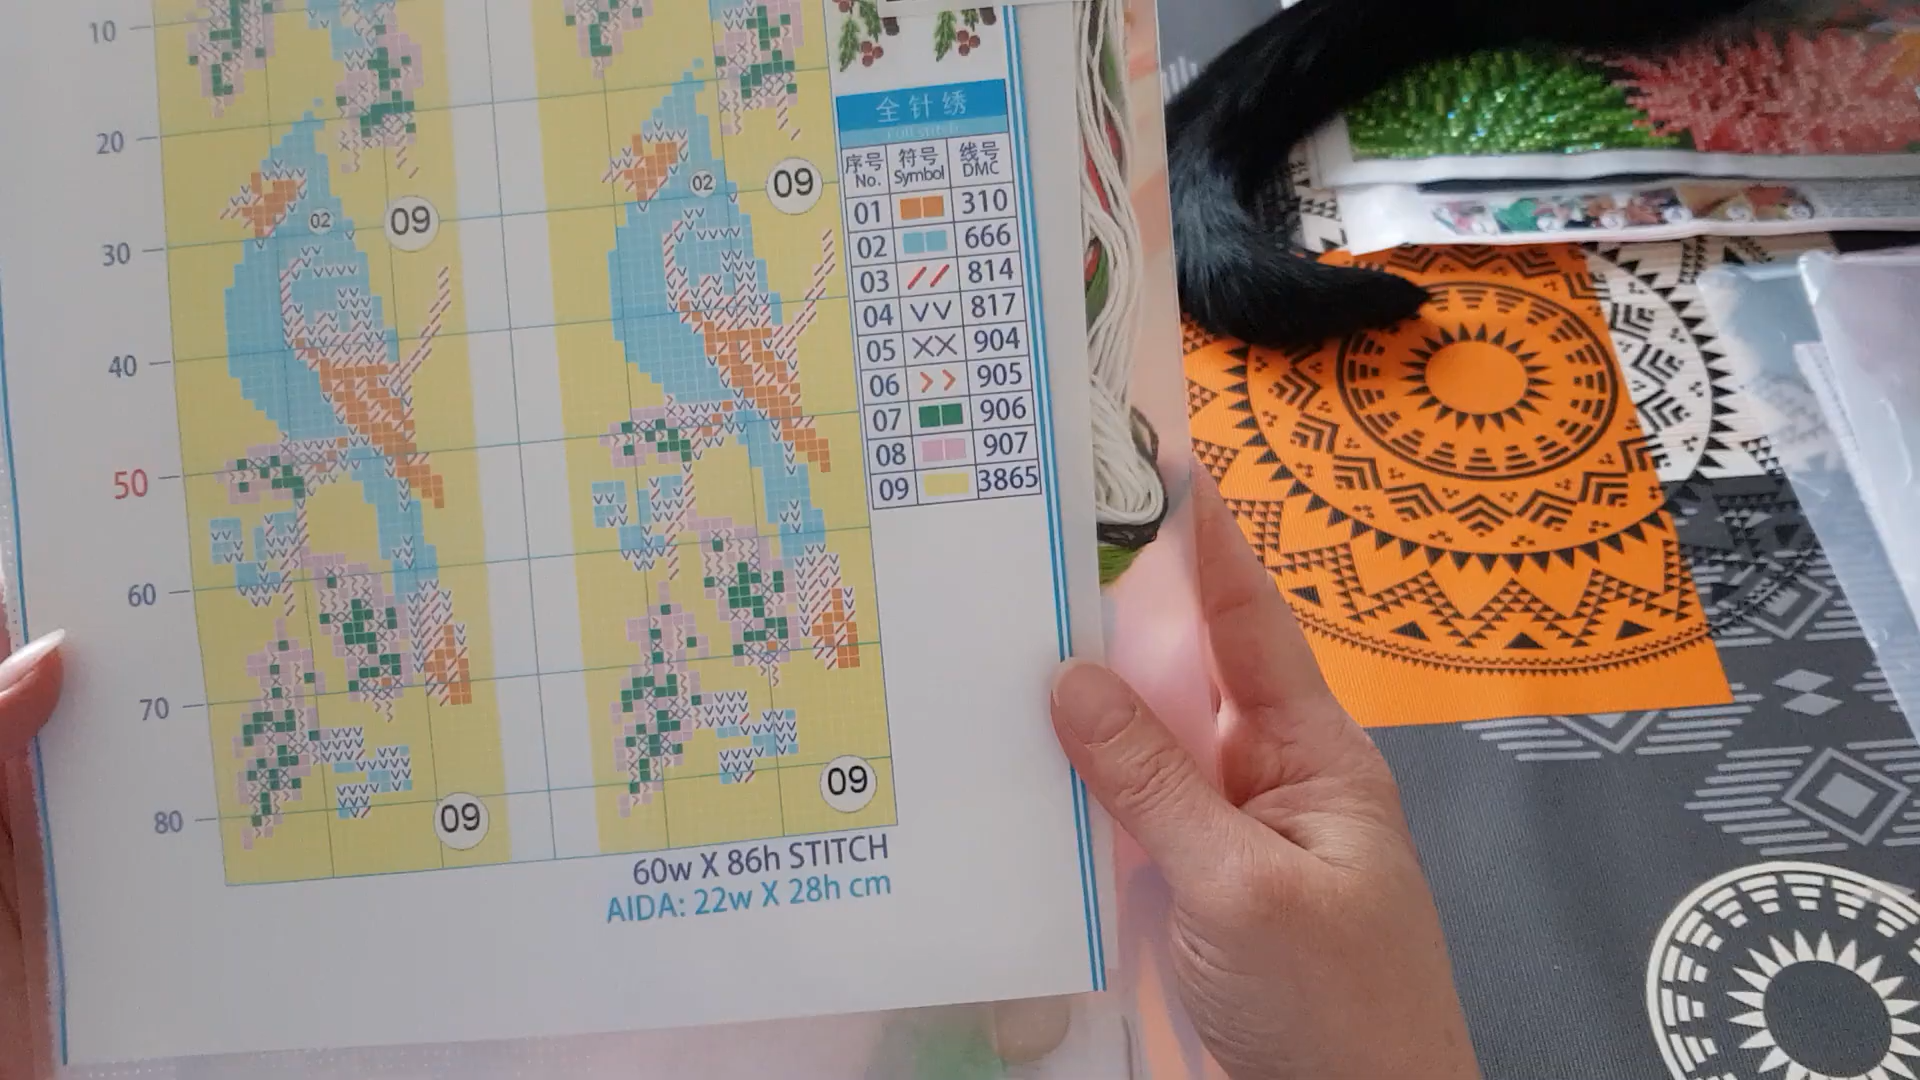 10
20
30
40
50
60
70
80
02
09
02
09
09
09
全针绣
Full stitch
序号 符号 线号
No. Symbol DMC
01 310
02 666
03 // 814
04 VV 817
05 XX 904
06 >> 905
07 906
08 907
09 3865
60w X 86h STITCH
AIDA: 22w X 28h cm